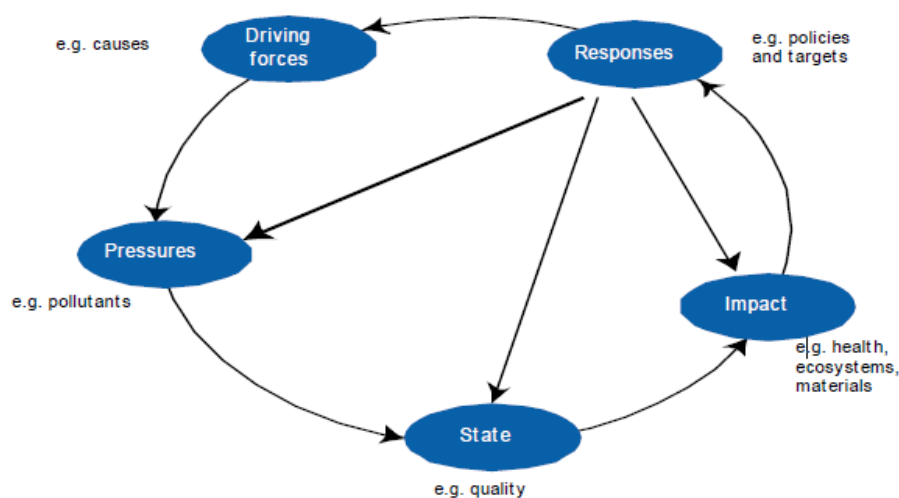 e.g. causes
Driving
forces
Responses
e.g. policies
and targets
Pressures
e.g. pollutants
Impact
e.g. health,
ecosystems,
materials
State
e.g. quality